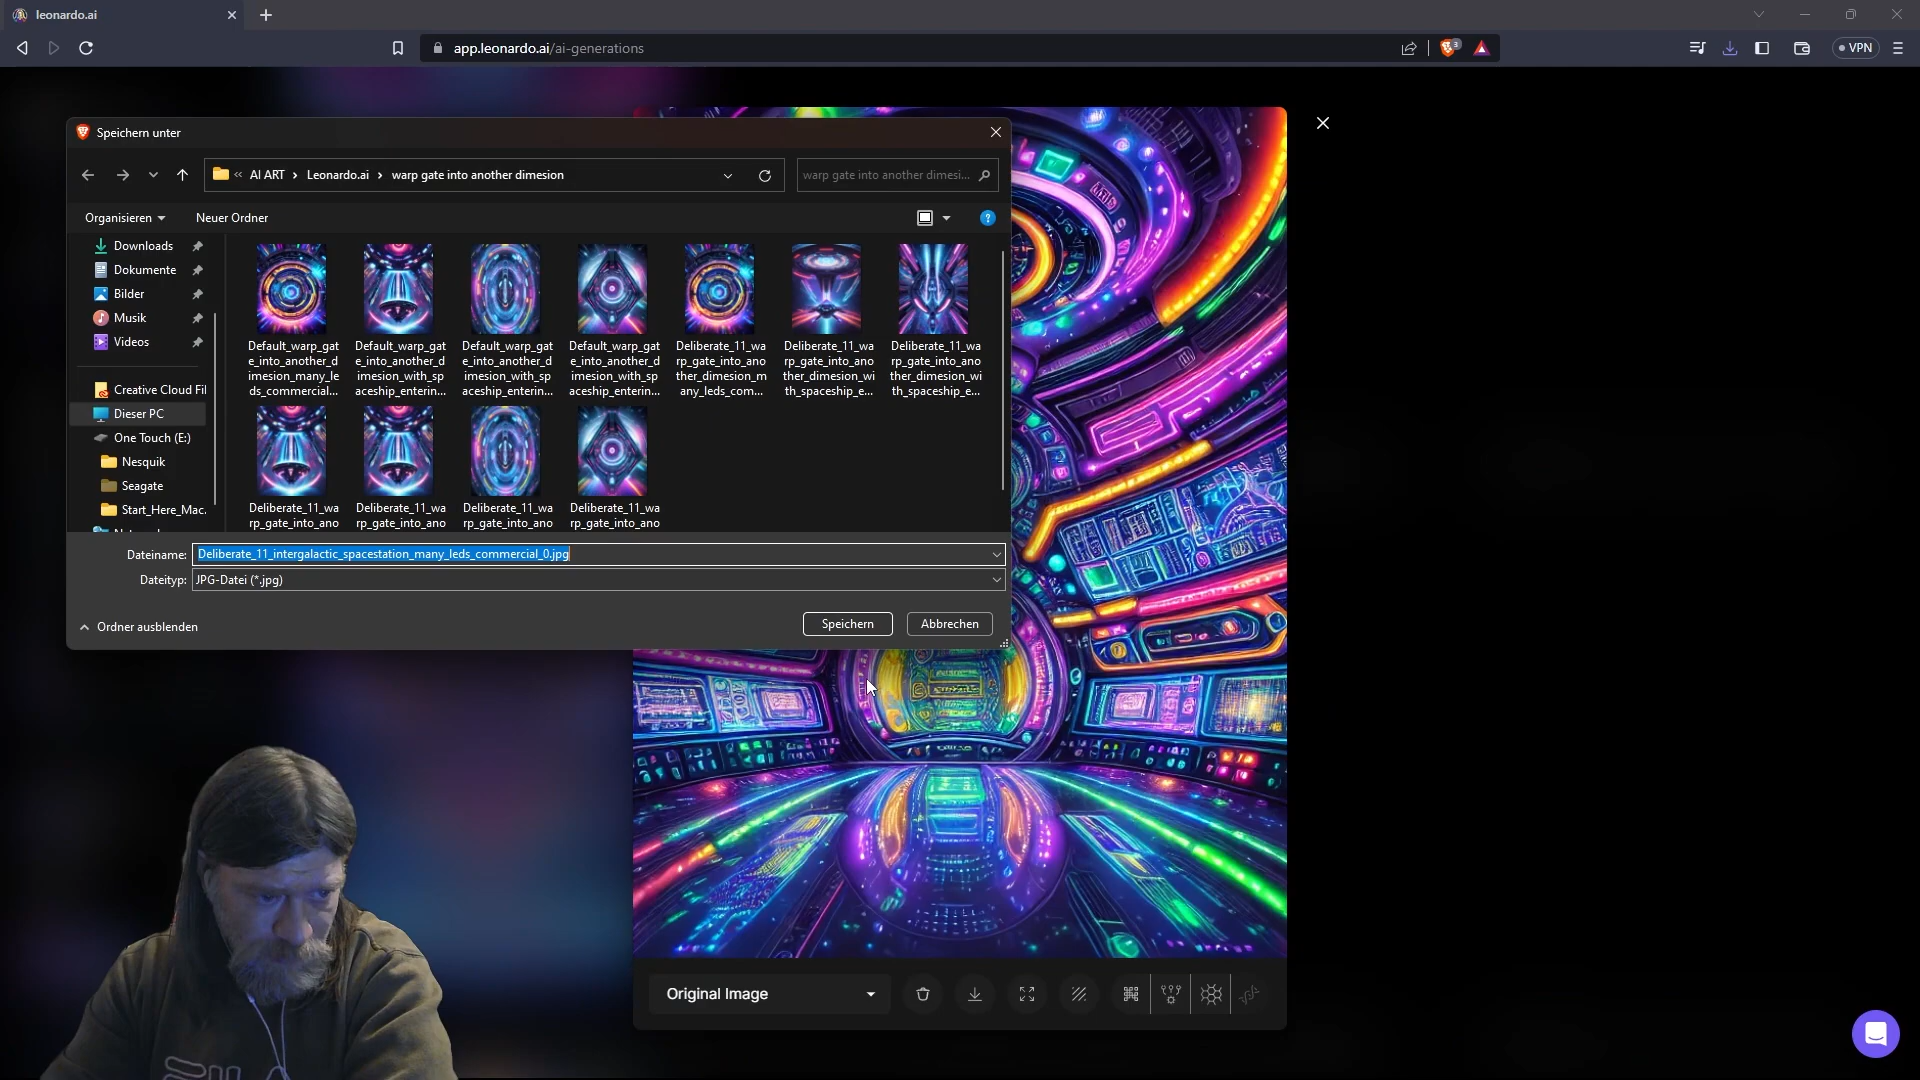 leonardo.ai
app.leonardo.ai/ai-generations
3
VPN
Speichern unter
« AI ART › Leonardo.ai › warp gate into another dimesion
warp gate into another dimesi...
Organisieren
Neuer Ordner
Downloads
Dokumente
Bilder
Musik
Videos
Creative Cloud Fil
Dieser PC
One Touch (E:)
Nesquik
Seagate
Start_Here_Mac.
Default_warp_gat
e_into_another_d
imesion_many_le
ds_commercial...
Default_warp_gat
e_into_another_d
imesion_with_sp
aceship_enterin...
Default_warp_gat
e_into_another_d
imesion_with_sp
aceship_enterin...
Default_warp_gat
e_into_another_d
imesion_with_sp
aceship_enterin...
Deliberate_11_wa
rp_gate_into_ano
ther_dimesion_m
any_leds_com...
Deliberate_11_wa
rp_gate_into_ano
ther_dimesion_wi
th_spaceship_e...
Deliberate_11_wa
rp_gate_into_ano
ther_dimesion_wi
th_spaceship_e...
Deliberate_11_wa
rp_gate_into_ano
Deliberate_11_wa
rp_gate_into_ano
Deliberate_11_wa
rp_gate_into_ano
Deliberate_11_wa
rp_gate_into_ano
Dateiname: Deliberate_11_intergalactic_spacestation_many_leds_commercial_0.jpg
Dateityp: JPG-Datei (*.jpg)
Ordner ausblenden
Speichern
Abbrechen
Original Image